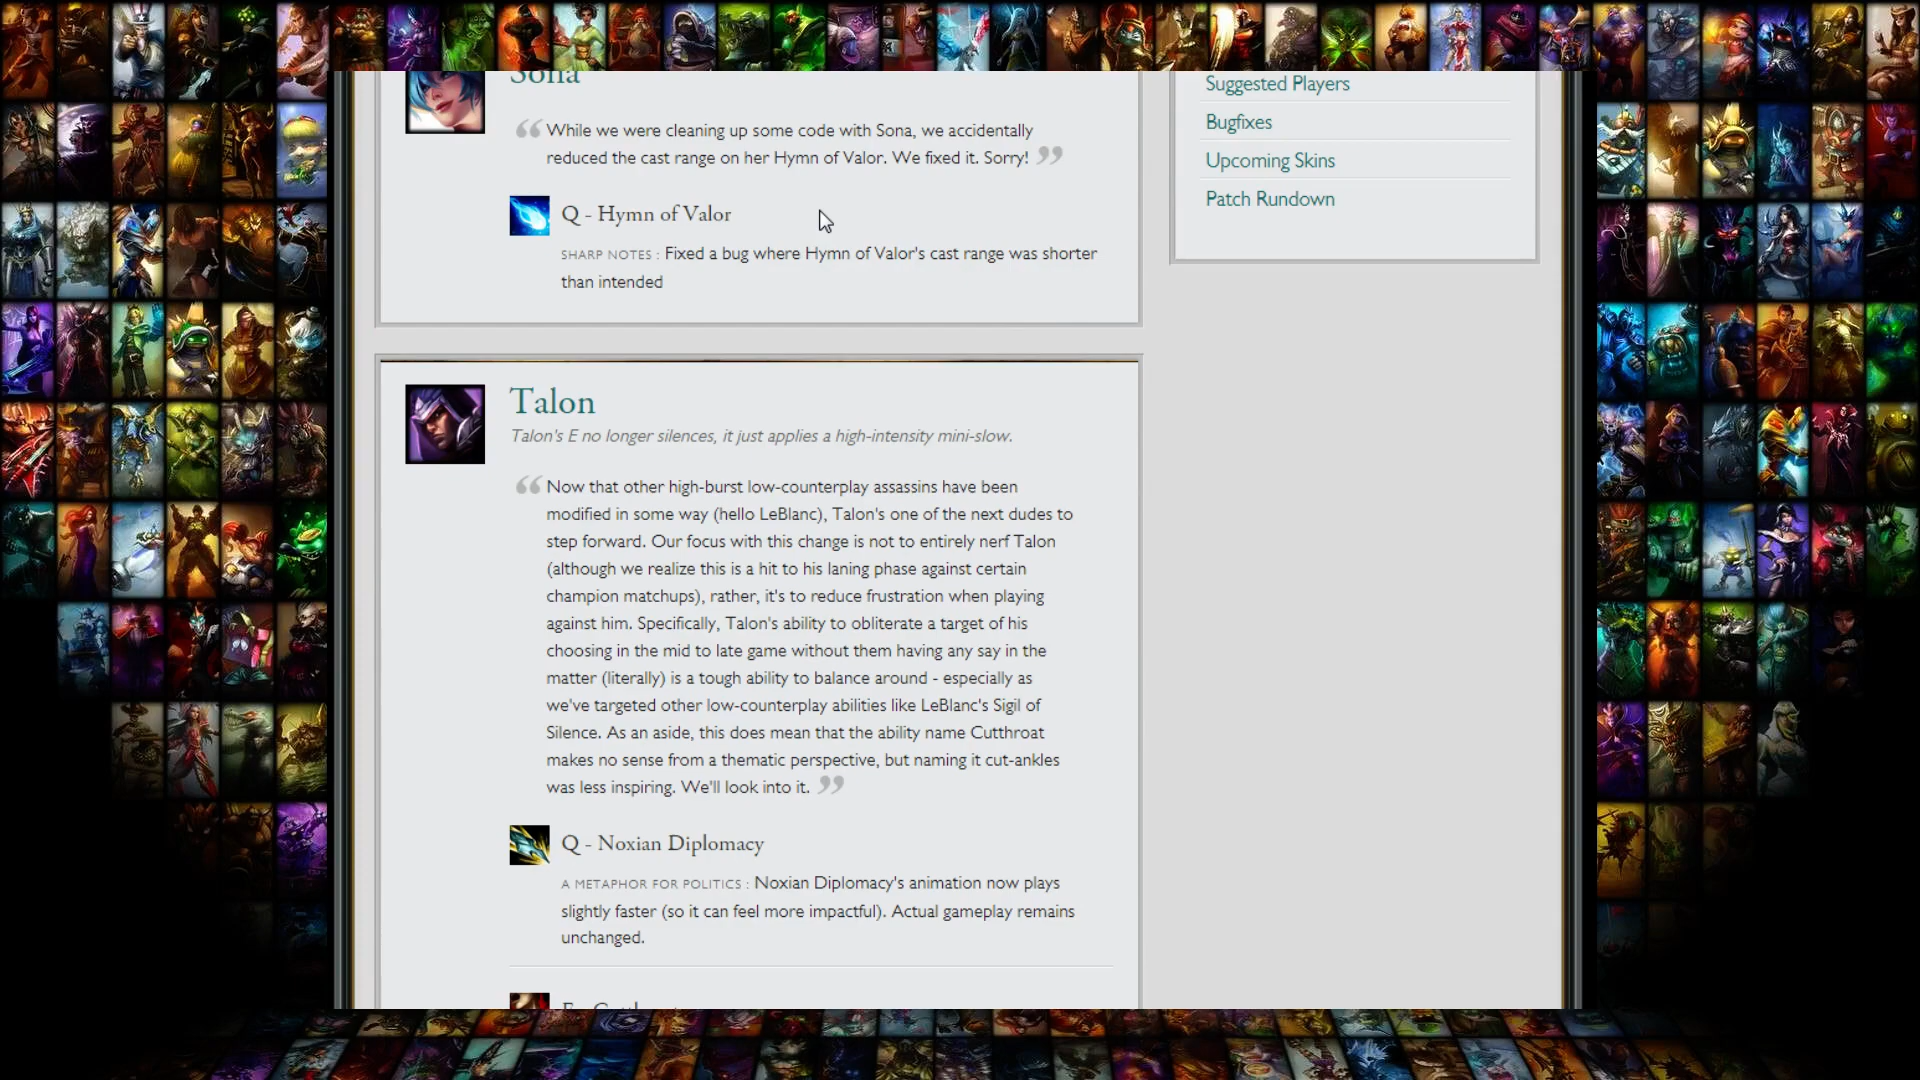 Sona
While we were cleaning up some code with Sona, we accidentally
reduced the cast range on her Hymn of Valor. We fixed it. Sorry!
Q - Hymn of Valor
SHARP NOTES : Fixed a bug where Hymn of Valor's cast range was shorter
than intended
Talon
Talon's E no longer silences, it just applies a high-intensity mini-slow.
Now that other high-burst low-counterplay assassins have been
modified in some way (hello LeBlanc), Talon's one of the next dudes to
step forward. Our focus with this change is not to entirely nerf Talon
(although we realize this is a hit to his laning phase against certain
champion matchups), rather, it's to reduce frustration when playing
against him. Specifically, Talon's ability to obliterate a target of his
choosing in the mid to late game without them having any say in the
matter (literally) is a tough ability to balance around - especially as
we've targeted other low-counterplay abilities like LeBlanc's Sigil of
Silence. As an aside, this does mean that the ability name Cutthroat
makes no sense from a thematic perspective, but naming it cut-ankles
was less inspiring. We'll look into it.
Q - Noxian Diplomacy
A METAPHOR FOR POLITICS : Noxian Diplomacy's animation now plays
slightly faster (so it can feel more impactful). Actual gameplay remains
unchanged.
Suggested Players
Bugfixes
Upcoming Skins
Patch Rundown